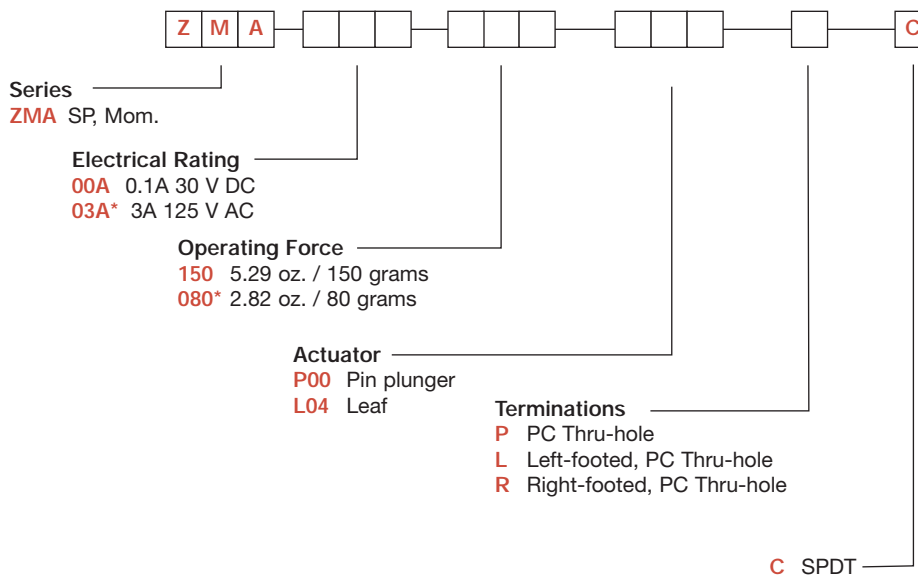 Z M A C
Series
ZMA SP, Mom.
Electrical Rating
00A 0.1A 30 V DC
03A* 3A 125 V AC
Operating Force
150 5.29 oz. / 150 grams
080* 2.82 oz. / 80 grams
Actuator
P00 Pin plunger
L04 Leaf
Terminations
P PC Thru-hole
L Left-footed, PC Thru-hole
R Right-footed, PC Thru-hole
C SPDT